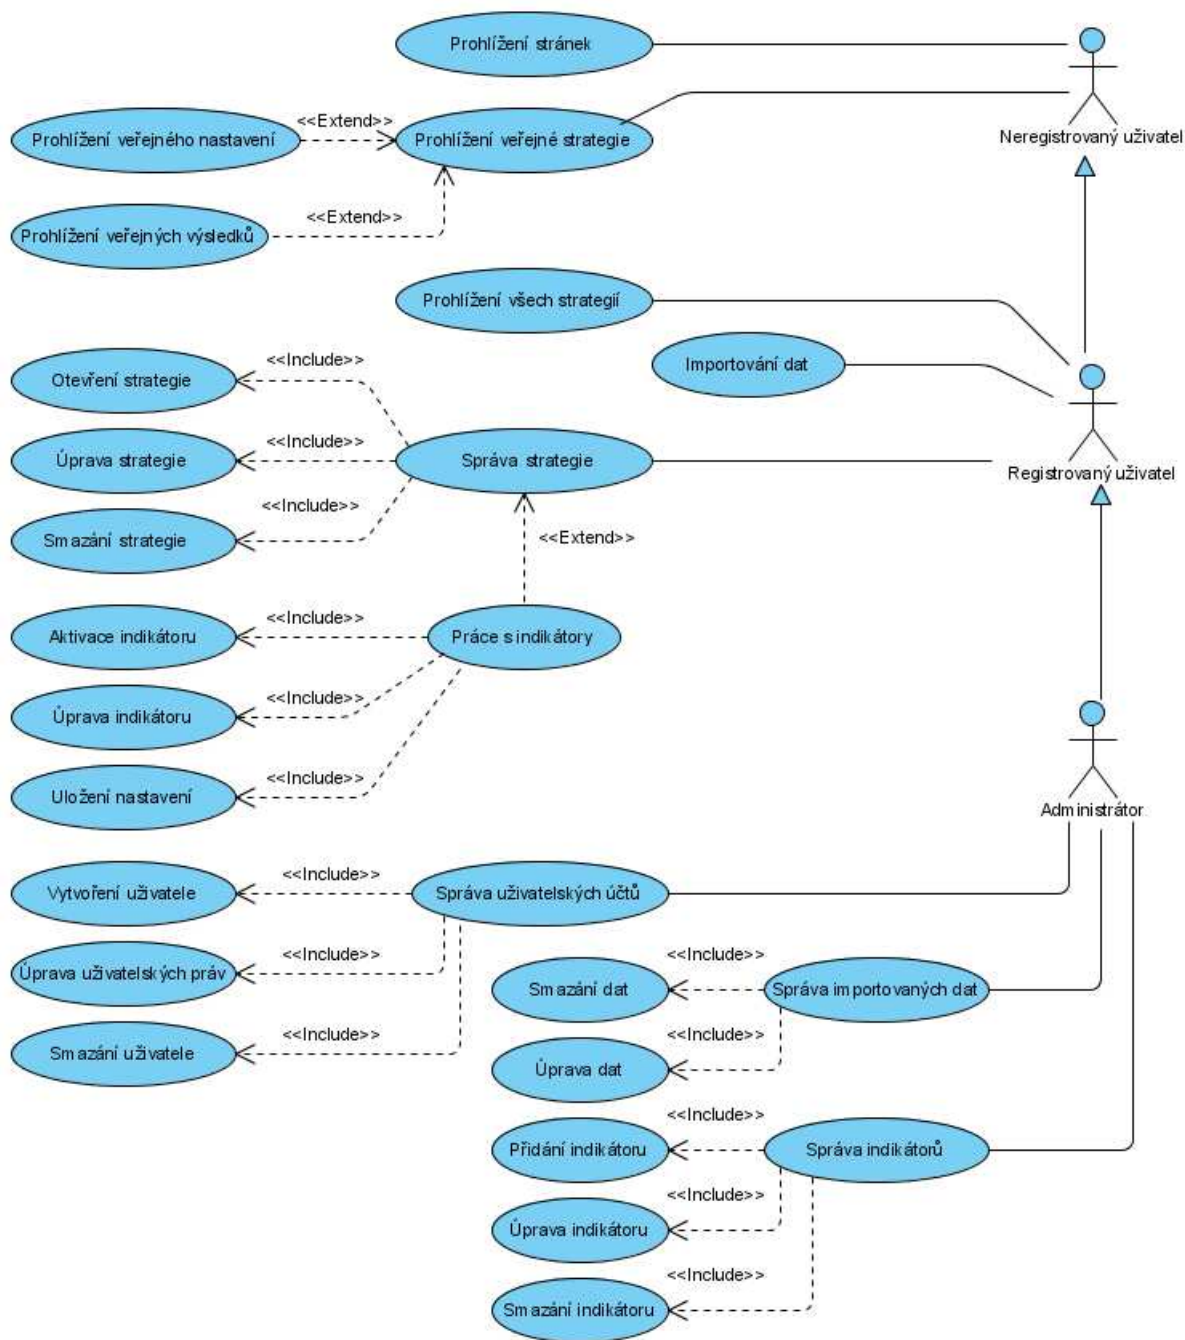 Prohlížení stránek
<<Extend>>
Prohlížení veřejného nastavení
Prohlížení veřejné strategie
Neregistrovaný uživatel
<<Extend>>
Prohlížení veřejných výsledků
Prohlížení všech strategií
<<Include>>
Importování dat
Otevření strategie
<<Include>>
Úprava strategie
Správa strategie
Registrovaný uživatel
<<Include>>
Smazání strategie
<<Extend>>
<<Include>>
Aktivace indikátoru
Práce s indikátory
<<Include>>
Úprava indikátoru
<<Include>>
Uložení nastavení
Administrátor
<<Include>>
Vytvoření uživatele
Správa uživatelských účtů
<<Include>>
<<Include>>
Úprava uživatelských práv
Smazání dat
Správa importovaných dat
<<Include>>
<<Include>>
Smazání uživatele
Úprava dat
<<Include>>
Přidání indikátoru
Správa indikátorů
<<Include>>
Úprava indikátoru
<<Include>>
Smazání indikátoru